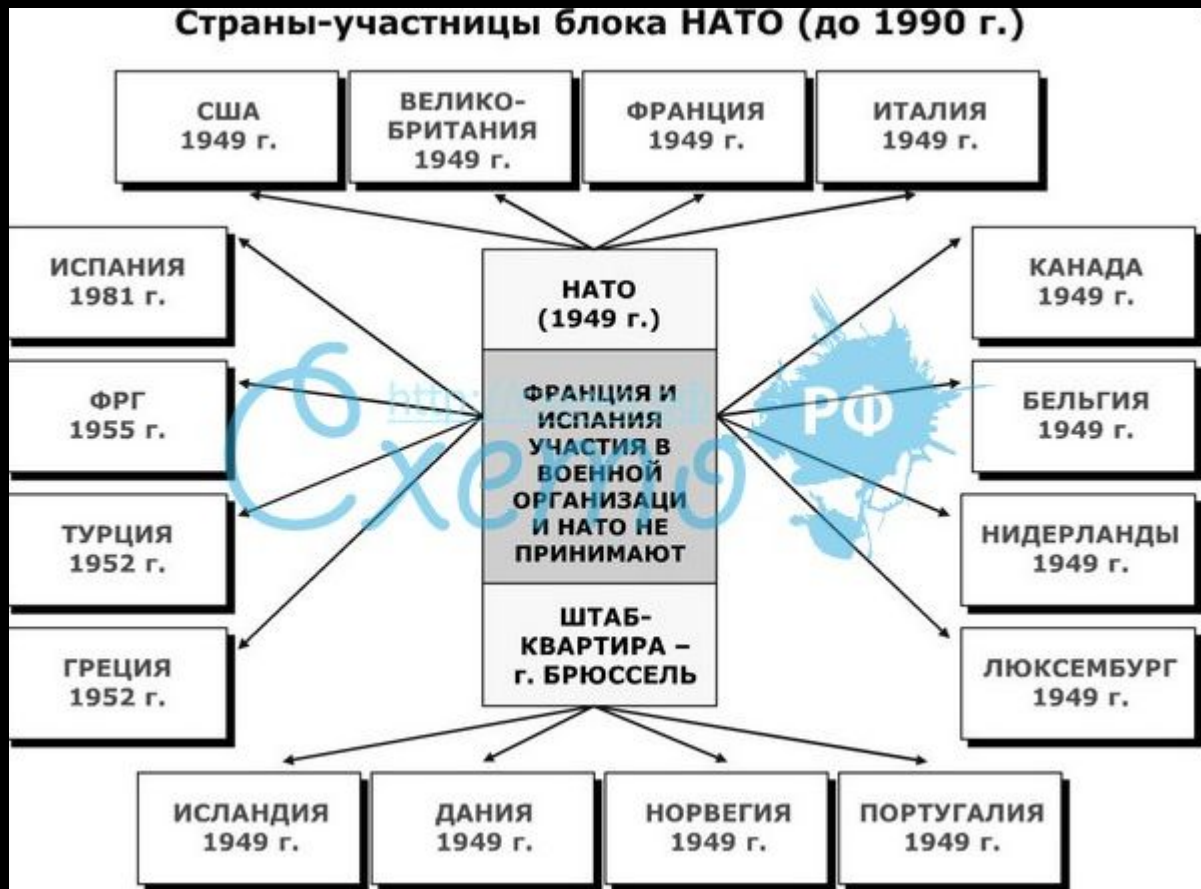 Страны-участницы блока НАТО (до 1990 г.)
США
1949 г.
ВЕЛИКО-
БРИТАНИЯ
1949 г.
ФРАНЦИЯ
1949 г.
ИТАЛИЯ
1949 г.
ИСПАНИЯ
1981 г.
ФРГ
1955 г.
ТУРЦИЯ
1952 г.
ГРЕЦИЯ
1952 г.
НАТО
(1949 г.)
ФРАНЦИЯ И
ИСПАНИЯ
УЧАСТИЯ В
ВОЕННОЙ
ОРГАНИЗАЦИ
И НАТО НЕ
ПРИНИМАЮТ
ШТАБ-
КВАРТИРА –
г. БРЮССЕЛЬ
КАНАДА
1949 г.
БЕЛЬГИЯ
1949 г.
НИДЕРЛАНДЫ
1949 г.
ЛЮКСЕМБУРГ
1949 г.
ИСЛАНДИЯ
1949 г.
ДАНИЯ
1949 г.
НОРВЕГИЯ
1949 г.
ПОРТУГАЛИЯ
1949 г.
Схемо
РФ